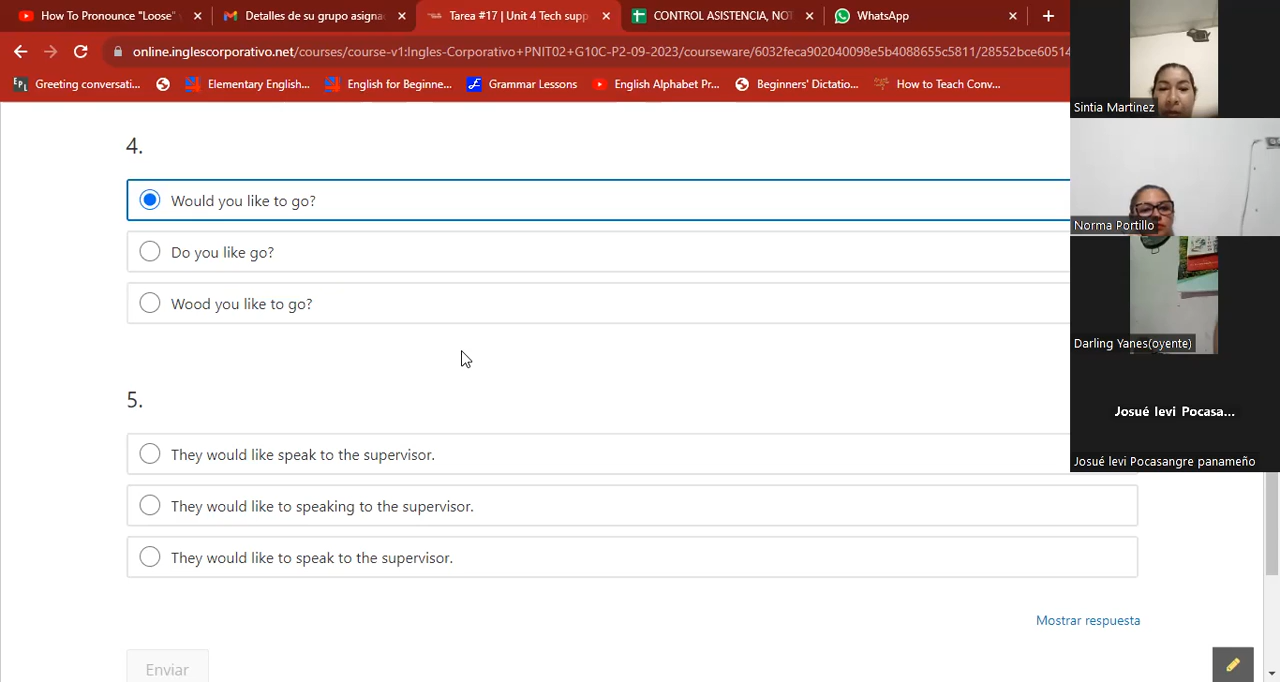 How To Pronounce "Loose"
Detalles de su grupo asigna
Tarea #17 | Unit 4 Tech supp
CONTROL ASISTENCIA, NOT
WhatsApp
online.inglescorporativo.net/courses/course-v1:Ingles-Corporativo+PNIT02+G10C-P2-09-2023/courseware/6032feca902040098e5b4088655c5811/28552bce60514
Greeting conversati...
Elementary English...
English for Beginne...
Grammar Lessons
English Alphabet Pr...
Beginners' Dictatio...
How to Teach Conv...
4.
Would you like to go?
Do you like go?
Wood you like to go?
5.
They would like speak to the supervisor.
They would like to speaking to the supervisor.
They would like to speak to the supervisor.
Mostrar respuesta
Enviar
Sintia Martinez
Norma Portillo
Darling Yanes(oyente)
Josué levi Pocasa...
Josué levi Pocasangre panameño